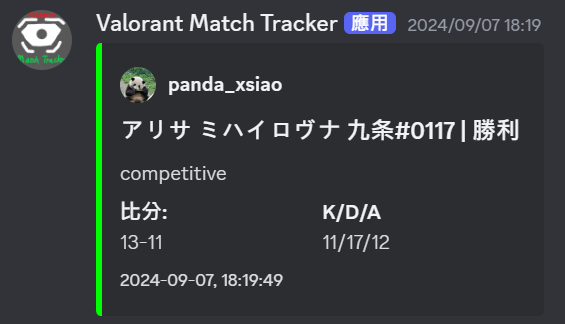 Valorant Match Tracker 應用 2024/09/07 18:19
panda_xsiao
アリサ ミハイロヴナ 九条#0117 | 勝利
competitive
比分: K/D/A
13-11 11/17/12
2024-09-07, 18:19:49